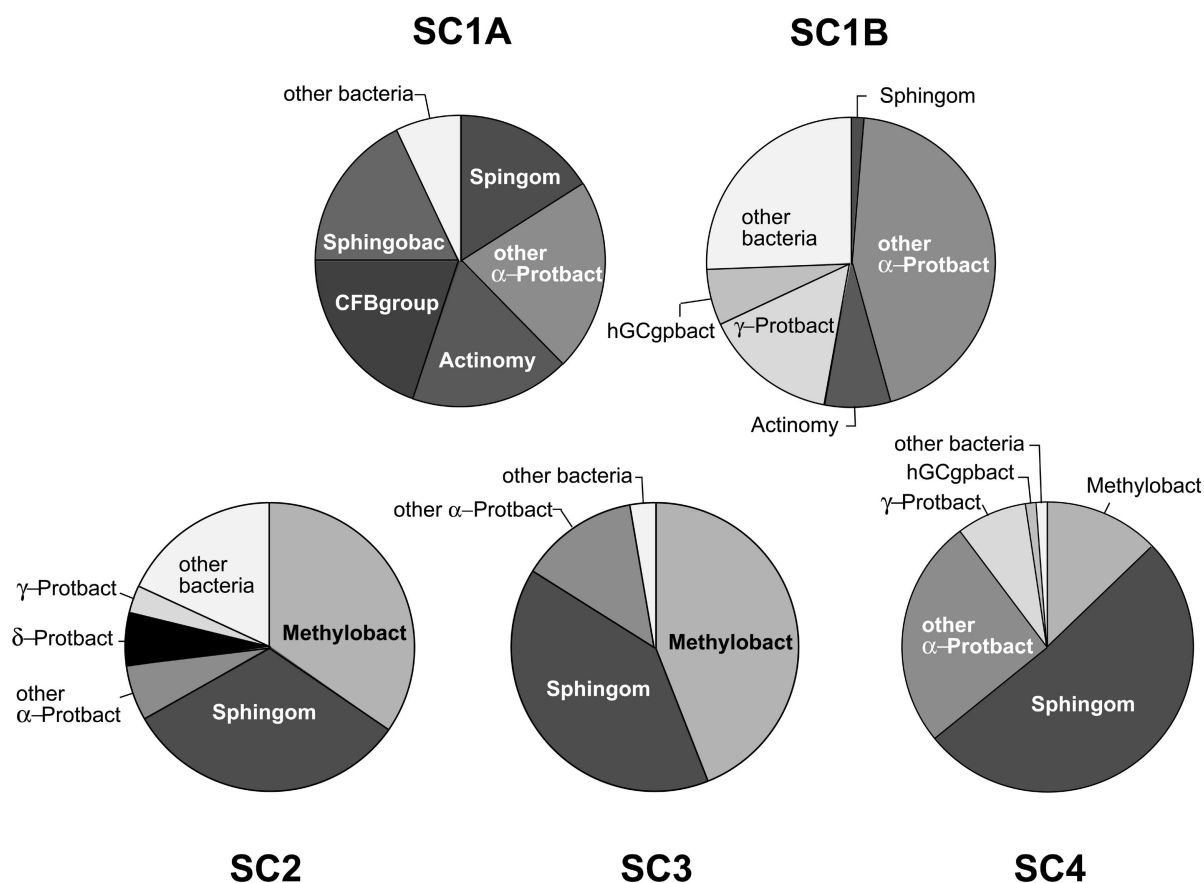 SC1A
other bacteria
Spingom
other
α–Protbact
Actinomy
CFBgroup
Sphingobac
SC1B
Sphingom
other
α–Protbact
Actinomy
γ–Protbact
hGCgpbact
other
bacteria
other
bacteria
Methylobact
Sphingom
other
α–Protbact
δ–Protbact
γ–Protbact
SC2
other bacteria
other α–Protbact
Methylobact
Sphingom
SC3
other bacteria
hGCgpbact
γ–Protbact
Methylobact
other
α–Protbact
Sphingom
SC4